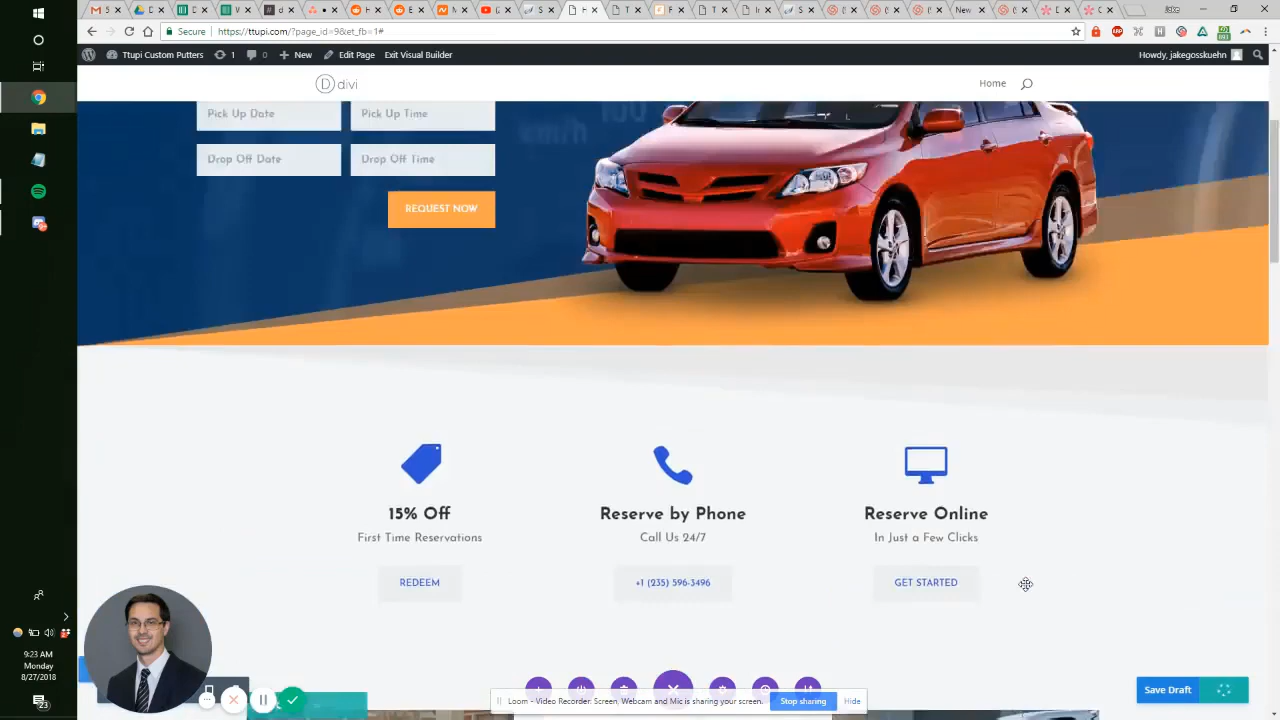 Secure
https://ttupi.com/?page_id=9&et_fb=1#
Ttupi Custom Putters
1
0
New
Edit Page
Exit Visual Builder
Howdy, jakegosskuehn
divi
Home
Pick Up Date
Pick Up Time
Drop Off Date
Drop Off Time
REQUEST NOW
km/h
15% Off
Reserve by Phone
Reserve Online
First Time Reservations
Call Us 24/7
In Just a Few Clicks
REDEEM
+1 (235) 596-3496
GET STARTED
9:23 AM
Monday
8/27/2018
Save Draft
Loom - Video Recorder: Screen, Webcam and Mic is sharing your screen.
Stop sharing
Hide